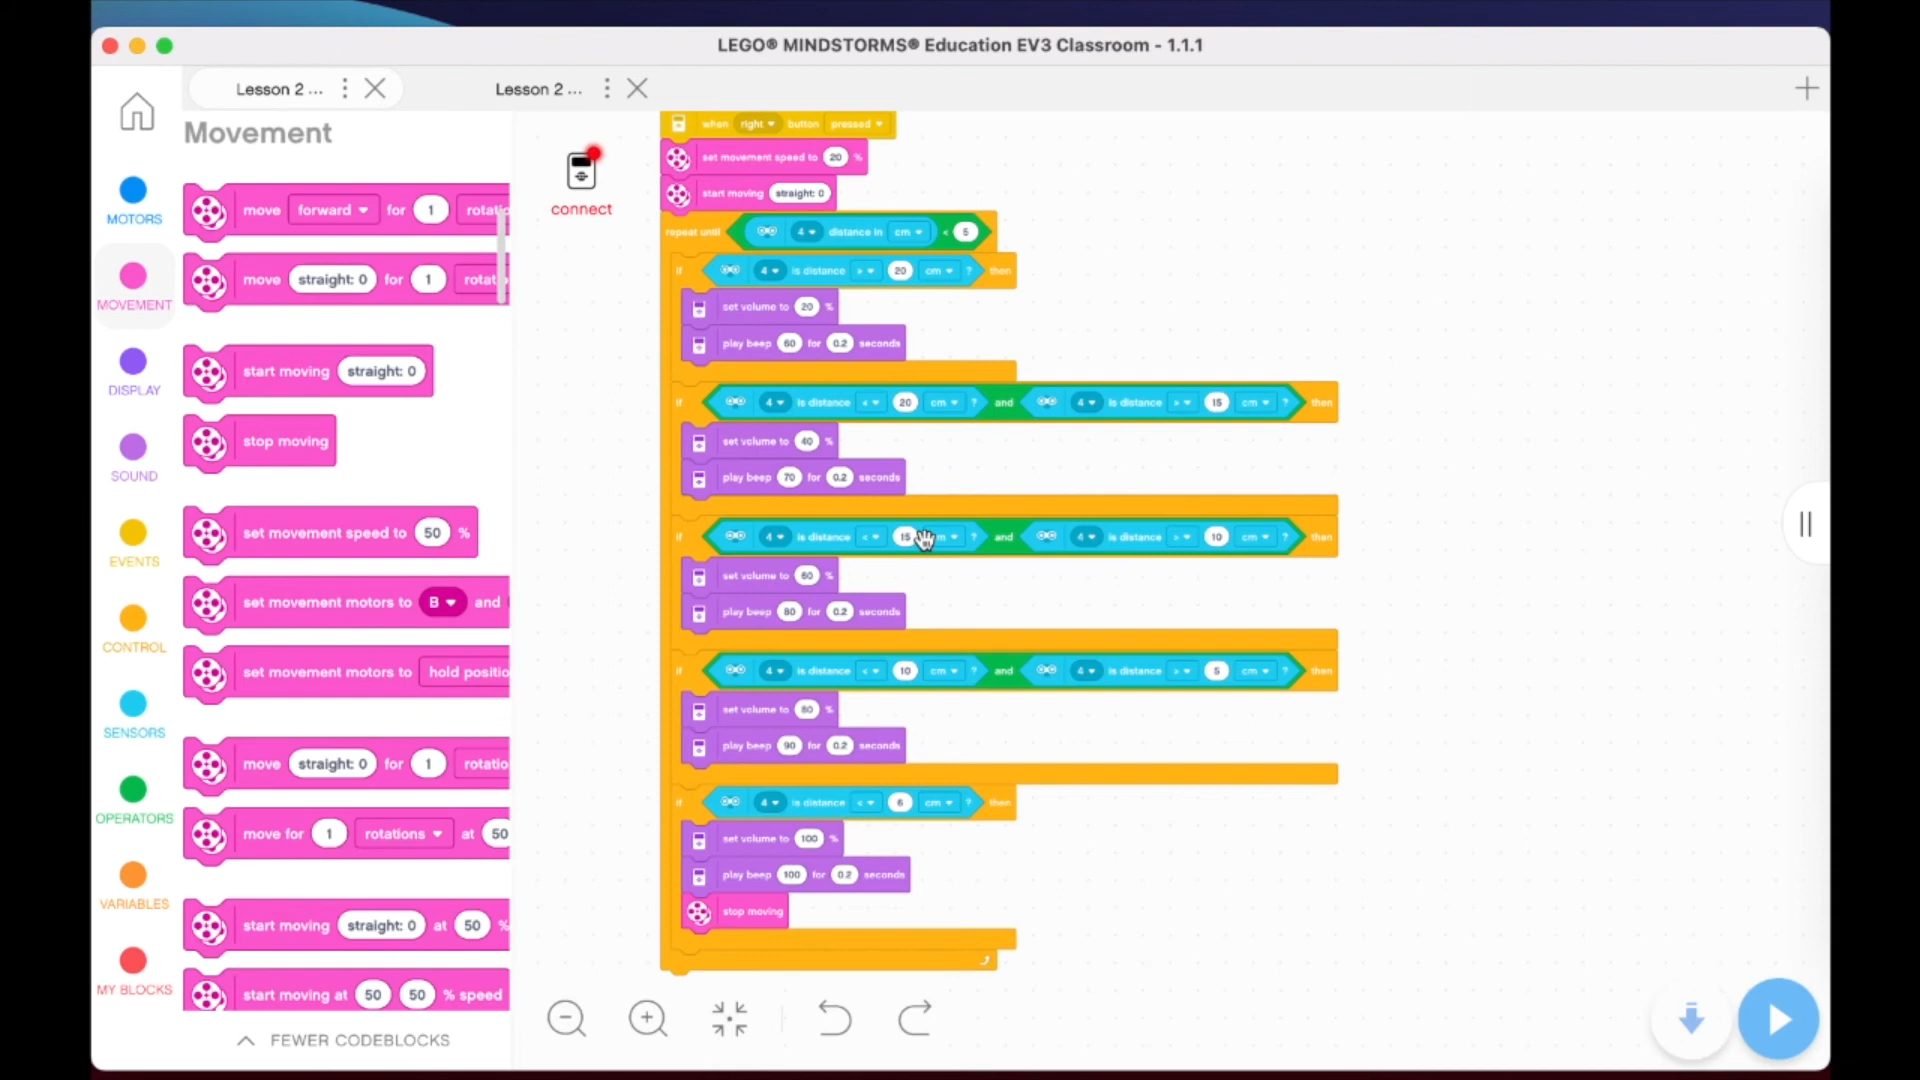 LEGO® MINDSTORMS® Education EV3 Classroom - 1.1.1
Lesson 2 ...
Lesson 2 ...
Movement
MOTORS
MOVEMENT
DISPLAY
SOUND
EVENTS
CONTROL
SENSORS
OPERATORS
VARIABLES
MY BLOCKS
move forward for 1 rotatio
move straight: 0 for 1 rotat
start moving straight: 0
stop moving
set movement speed to 50 %
set movement motors to B and
set movement motors to hold positio
move straight: 0 for 1 rotatio
move for 1 rotations at 50
start moving straight: 0 at 50 %
start moving at 50 50 % speed
FEWER CODEBLOCKS
connect
when right button pressed
set movement speed to 20 %
start moving straight: 0
repeat until 4 distance in cm < 5
if 4 is distance > 20 cm ? then
set volume to 20 %
play beep 60 for 0.2 seconds
if 4 is distance < 20 cm ? and 4 is distance > 15 cm ? then
set volume to 40 %
play beep 70 for 0.2 seconds
if 4 is distance < 15 m ? and 4 is distance > 10 cm ? then
set volume to 60 %
play beep 80 for 0.2 seconds
if 4 is distance < 10 cm ? and 4 is distance > 5 cm ? then
set volume to 80 %
play beep 90 for 0.2 seconds
if 4 is distance < 6 cm ? then
set volume to 100 %
play beep 100 for 0.2 seconds
stop moving